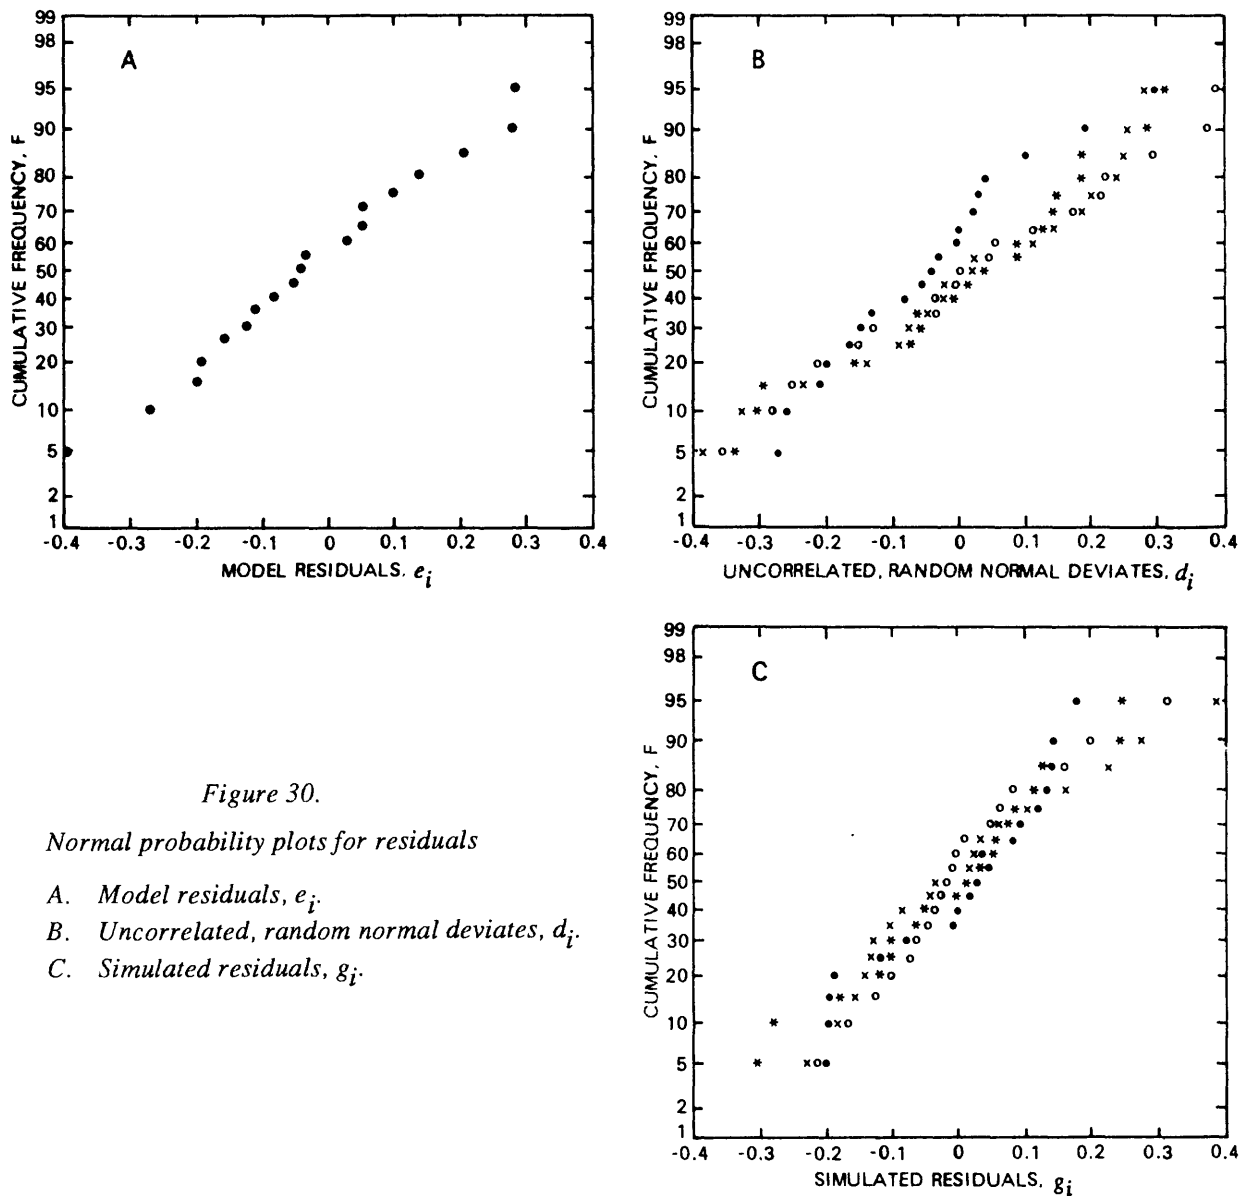 A
CUMULATIVE FREQUENCY, F
99
98
95
90
80
70
60
50
40
30
20
10
5
2
1
-0.4 -0.3 -0.2 -0.1 0 0.1 0.2 0.3 0.4
MODEL RESIDUALS, ei
B
CUMULATIVE FREQUENCY, F
99
98
95
90
80
70
60
50
40
30
20
10
5
2
1
-0.4 -0.3 -0.2 -0.1 0 0.1 0.2 0.3 0.4
UNCORRELATED, RANDOM NORMAL DEVIATES, di
C
CUMULATIVE FREQUENCY, F
99
98
95
90
80
70
60
50
40
30
20
10
5
2
1
-0.4 -0.3 -0.2 -0.1 0 0.1 0.2 0.3 0.4
SIMULATED RESIDUALS, gi
Figure 30.
Normal probability plots for residuals
A. Model residuals, ei.
B. Uncorrelated, random normal deviates, di.
C. Simulated residuals, gi.